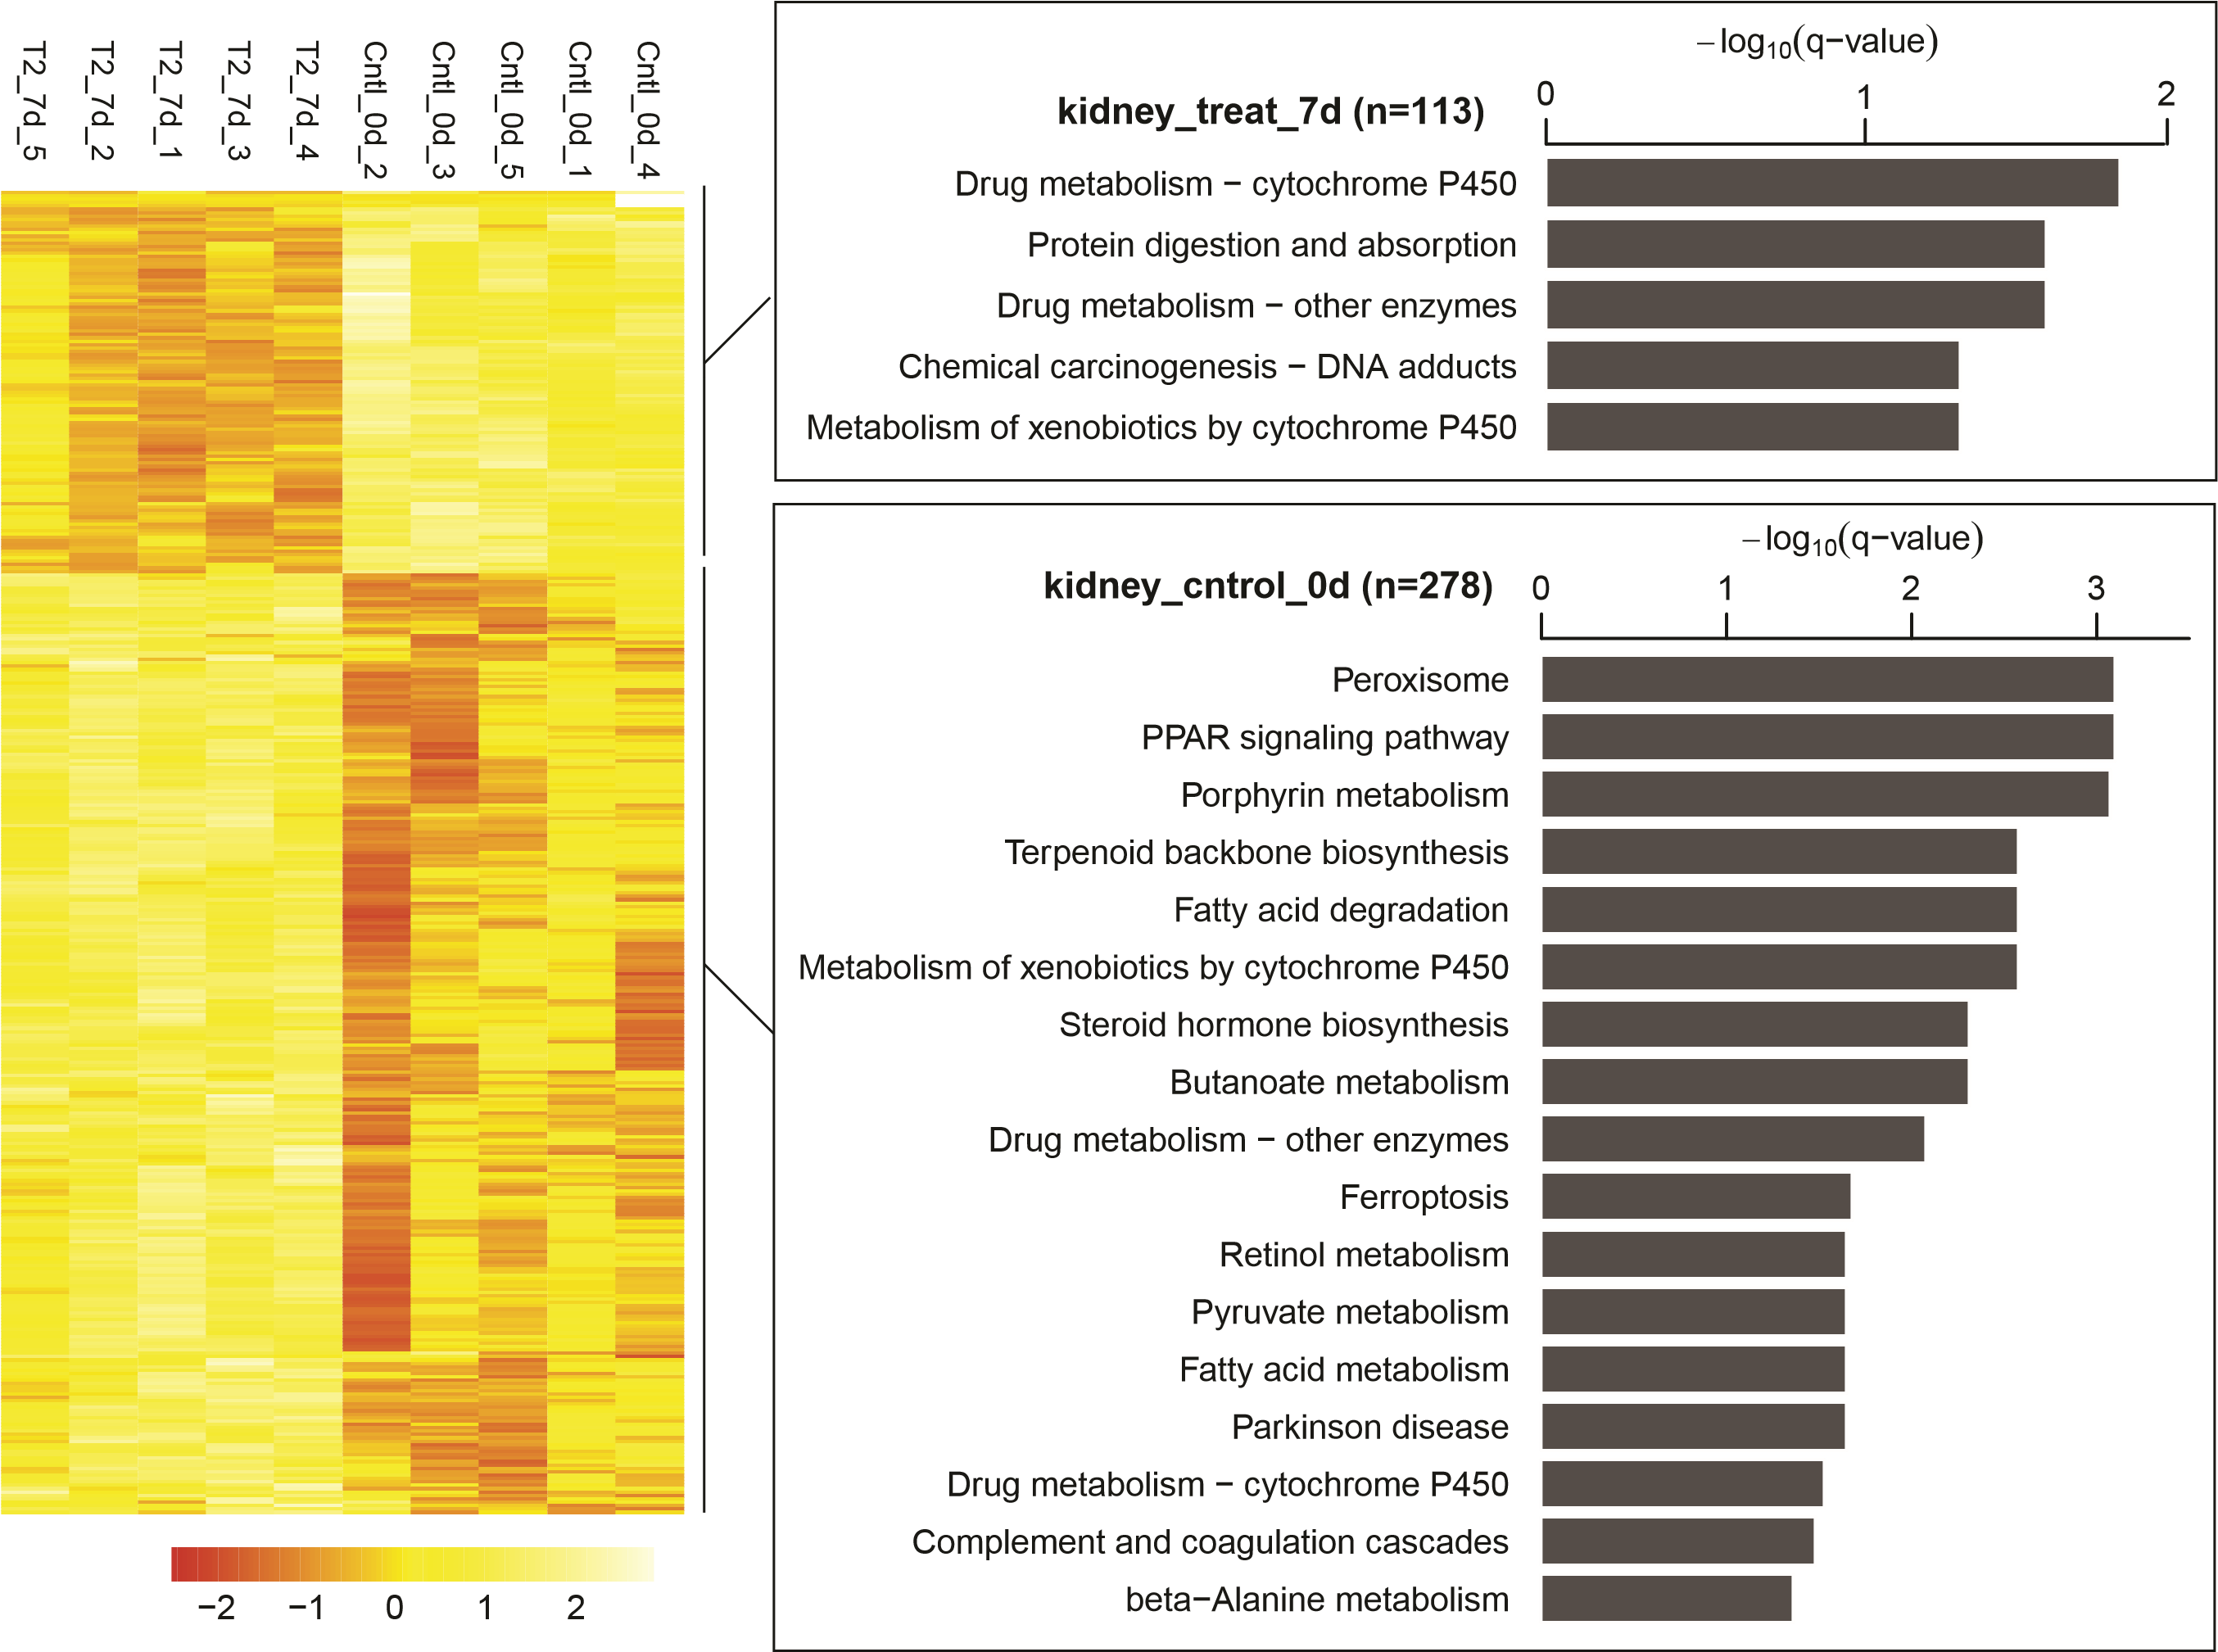 T2_7d_5
T2_7d_2
T2_7d_1
T2_7d_3
T2_7d_4
Cntl_0d_2
Cntl_0d_3
Cntl_0d_5
Cntl_0d_1
Cntl_0d_4
−2 −1 0 1 2
−log10(q−value)
0 1 2
kidney_treat_7d (n=113)
Drug metabolism − cytochrome P450
Protein digestion and absorption
Drug metabolism − other enzymes
Chemical carcinogenesis − DNA adducts
Metabolism of xenobiotics by cytochrome P450
−log10(q−value)
kidney_cntrol_0d (n=278)
0 1 2 3
Peroxisome
PPAR signaling pathway
Porphyrin metabolism
Terpenoid backbone biosynthesis
Fatty acid degradation
Metabolism of xenobiotics by cytochrome P450
Steroid hormone biosynthesis
Butanoate metabolism
Drug metabolism − other enzymes
Ferroptosis
Retinol metabolism
Pyruvate metabolism
Fatty acid metabolism
Parkinson disease
Drug metabolism − cytochrome P450
Complement and coagulation cascades
beta−Alanine metabolism